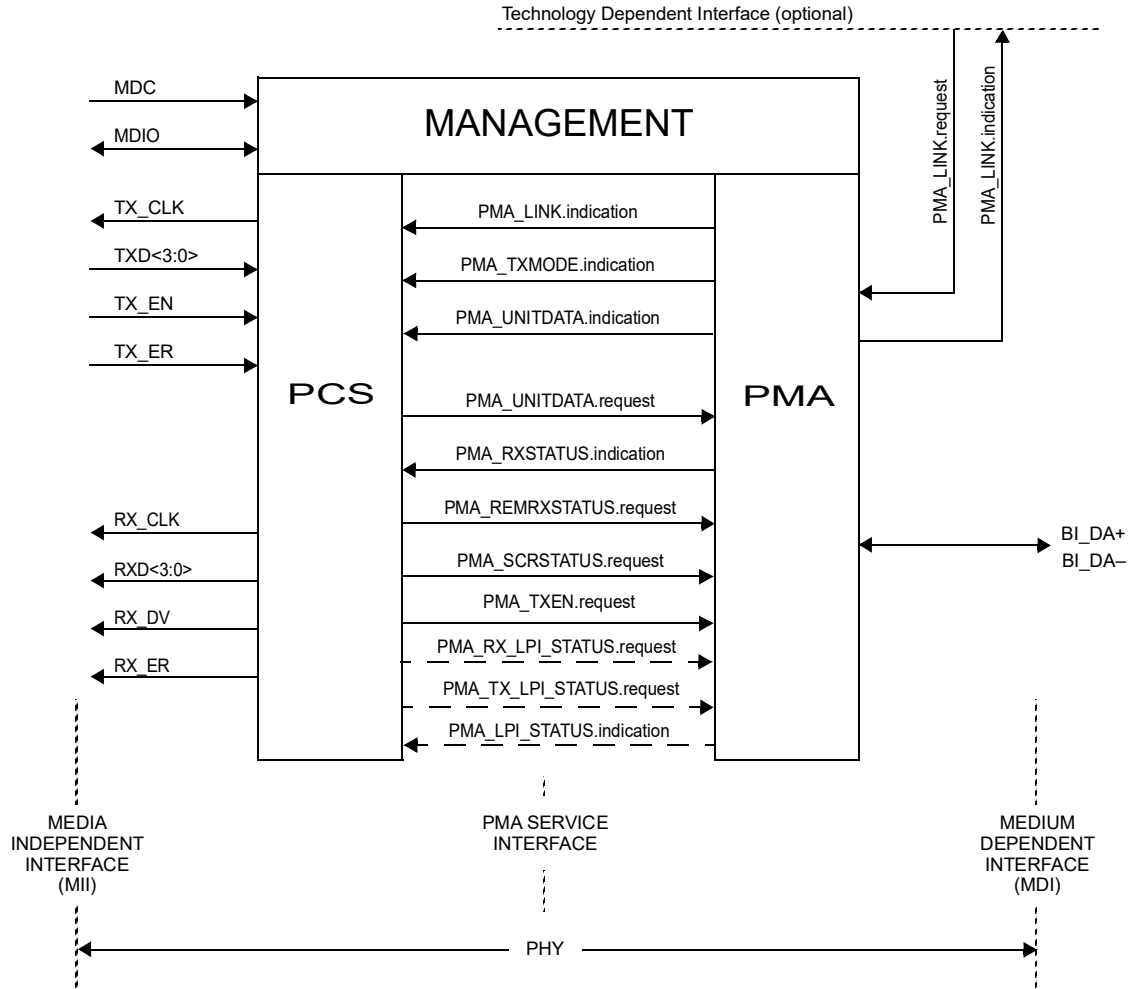 Technology Dependent Interface (optional)
MDC
MDIO
MANAGEMENT
PMA_LINK.request
PMA_LINK.indication
TX_CLK
TXD<3:0>
TX_EN
TX_ER
PCS
PMA_LINK.indication
PMA_TXMODE.indication
PMA_UNITDATA.indication
PMA_UNITDATA.request
PMA_RXSTATUS.indication
PMA_REMRXSTATUS.request
PMA_SCRSTATUS.request
PMA_TXEN.request
PMA_RX_LPI_STATUS.request
PMA_TX_LPI_STATUS.request
PMA_LPI_STATUS.indication
PMA
RX_CLK
RXD<3:0>
RX_DV
RX_ER
BI_DA+
BI_DA–
MEDIA
INDEPENDENT
INTERFACE
(MII)
PMA SERVICE
INTERFACE
MEDIUM
DEPENDENT
INTERFACE
(MDI)
PHY